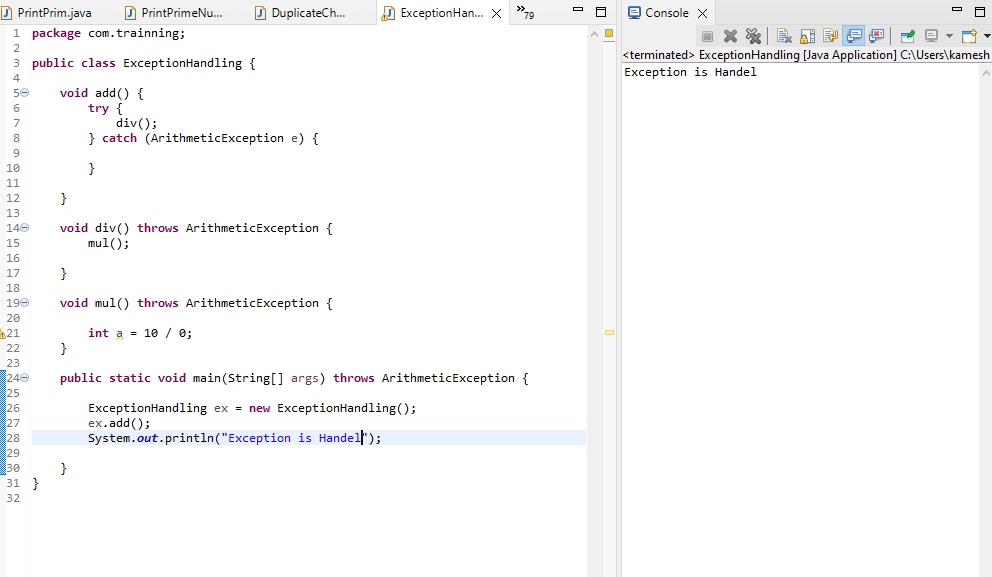 PrintPrim.java PrintPrimeNu... DuplicateCh... ExceptionHan... 79
1 package com.trainning;
2
3 public class ExceptionHandling {
4
5 void add() {
6 try {
7 div();
8 } catch (ArithmeticException e) {
9
10 }
11
12 }
13
14 void div() throws ArithmeticException {
15 mul();
16
17 }
18
19 void mul() throws ArithmeticException {
20
21 int a = 10 / 0;
22 }
23
24 public static void main(String[] args) throws ArithmeticException {
25
26 ExceptionHandling ex = new ExceptionHandling();
27 ex.add();
28 System.out.println("Exception is Handel");
29
30 }
31 }
32
Console
<terminated> ExceptionHandling [Java Application] C:\Users\kamesh
Exception is Handel